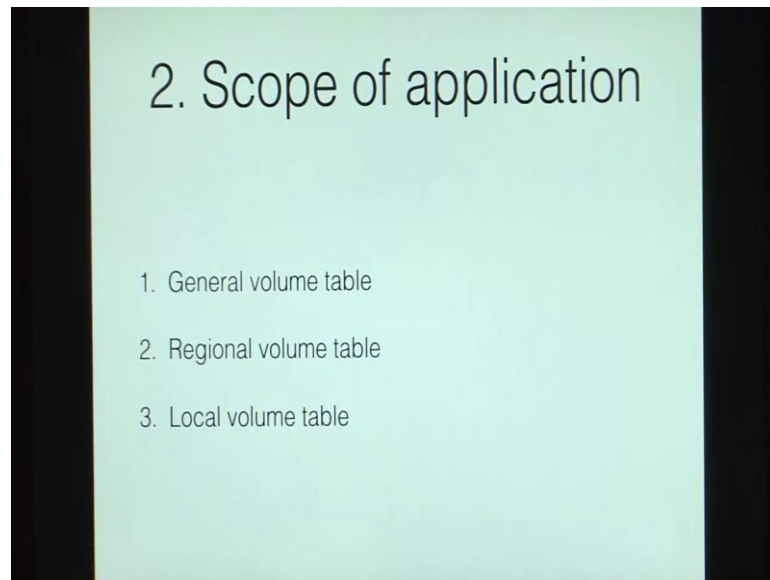 2. Scope of application
1. General volume table
2. Regional volume table
3. Local volume table